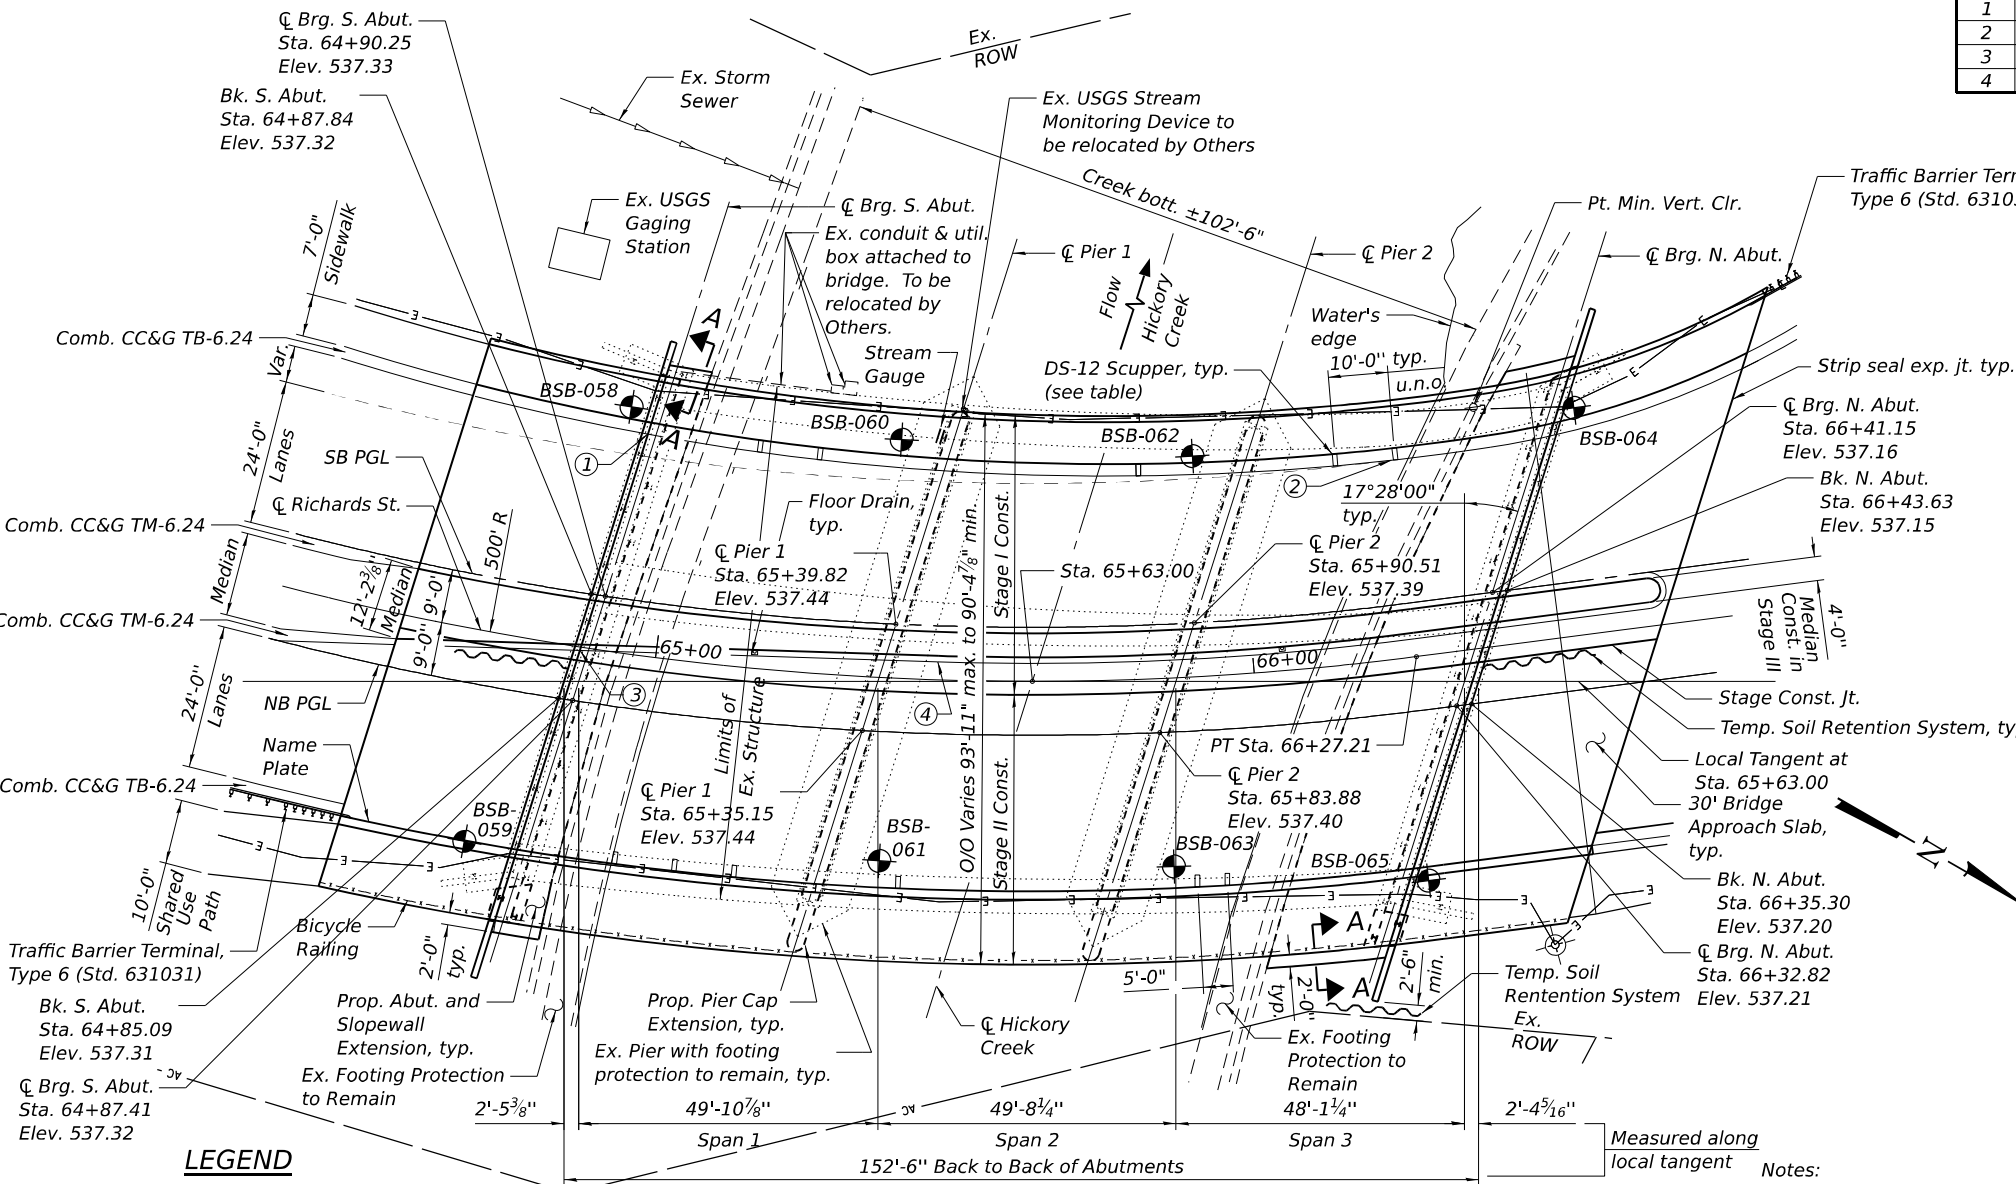 ℄ Brg. S. Abut.
Sta. 64+90.25
Elev. 537.33
Bk. S. Abut.
Sta. 64+87.84
Elev. 537.32
Ex. Storm
Sewer
Ex.
ROW
Ex. USGS Stream
Monitoring Device to
be relocated by Others
1
2
3
4
Ex. USGS
Gaging
Station
℄ Brg. S. Abut.
Ex. conduit & util.
box attached to
bridge. To be
relocated by
Others.
Stream
Gauge
Creek bott. ±102'-6"
℄ Pier 1
Flow
Hickory
Creek
℄ Pier 2
Pt. Min. Vert. Clr.
℄ Brg. N. Abut.
Type 6 (Std.
Water's
edge
10'-0" typ.
u.n.o.
DS-12 Scupper, typ.
(see table)
Strip seal exp. jt. typ.
7'-0"
Sidewalk
Comb. CC&G TB-6.24
Var.
24'-0"
Lanes
SB PGL
℄ Richards St.
Comb. CC&G TM-6.24
Median
12'-2⅜"
Median
9'-0"
9'-0"
500' R
Comb. CC&G TM-6.24
24'-0"
Lanes
NB PGL
Name
Plate
Comb. CC&G TB-6.24
10'-0"
Shared
Use
Path
Traffic Barrier Terminal,
Type 6 (Std. 631031)
Bicycle
Railing
A
A
BSB-058
BSB-060
BSB-062
BSB-064
1
2
17°28'00"
typ.
Floor Drain,
typ.
℄ Pier 1
Sta. 65+39.82
Elev. 537.44
Sta. 65+63.00
℄ Pier 2
Sta. 65+90.51
Elev. 537.39
℄ Brg. N. Abut.
Sta. 66+41.15
Elev. 537.16
Bk. N. Abut.
Sta. 66+43.63
Elev. 537.15
O/O Varies 93'-11" max. to 90'-4⅞" min.
Stage I Const.
Stage II Const.
65+00
66+00
3
4
Limits of
Ex. Structure
4'-0"
Median
Const. in
Stage III
Stage Const. Jt.
Temp. Soil Retention System,
Local Tangent at
Sta. 65+63.00
30' Bridge
Approach Slab,
typ.
PT Sta. 66+27.21
℄ Pier 1
Sta. 65+35.15
Elev. 537.44
℄ Pier 2
Sta. 65+83.88
Elev. 537.40
BSB-
059
BSB-
061
BSB-063
BSB-065
N
Bk. N. Abut.
Sta. 66+35.30
Elev. 537.20
℄ Brg. N. Abut.
Sta. 66+32.82
Elev. 537.21
Bk. S. Abut.
Sta. 64+85.09
Elev. 537.31
℄ Brg. S. Abut.
Sta. 64+87.41
Elev. 537.32
2'-0"
typ.
Prop. Abut. and
Slopewall
Extension, typ.
Ex. Footing Protection
to Remain
Prop. Pier Cap
Extension, typ.
Ex. Pier with footing
protection to remain, typ.
℄ Hickory
Creek
5'-0"
2'-0"
typ.
A
A
2'-6"
min.
Temp. Soil
Rentention System
Ex.
ROW
Ex. Footing
Protection to
Remain
AC
AC
2'-5⅜"
49'-10⅞"
49'-8¼"
48'-1¼"
2'-4⁵⁄₁₆"
Span 1
Span 2
Span 3
152'-6" Back to Back of Abutments
Measured along
local tangent
Notes:
LEGEND